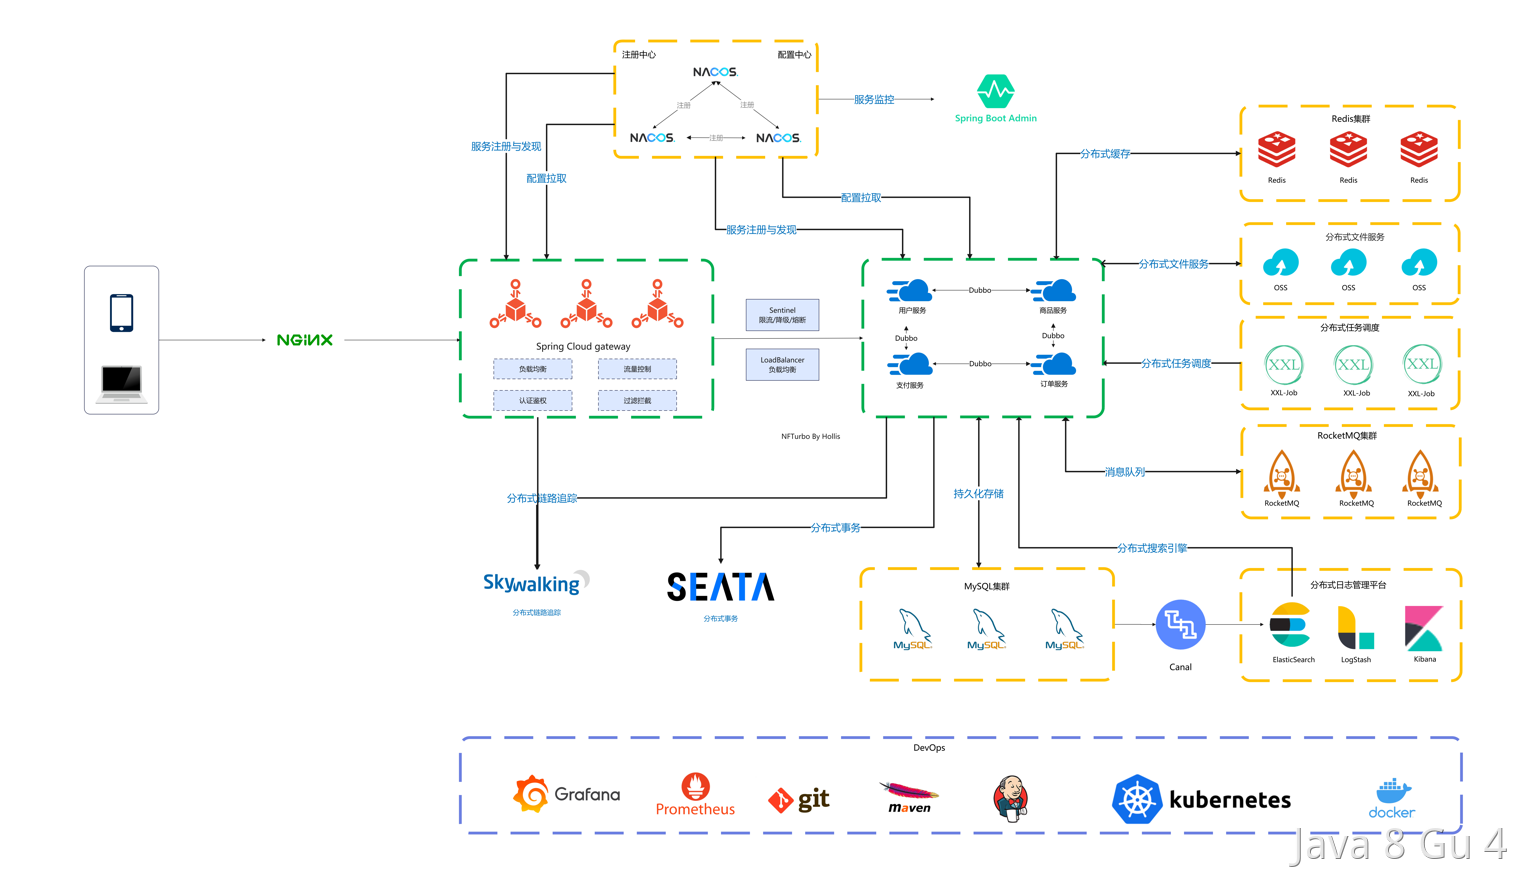 注册中心
配置中心
NACOS.
注册
注册
NACOS.
注册
NACOS.
服务监控
Spring Boot Admin
服务注册与发现
配置拉取
配置拉取
服务注册与发现
分布式缓存
Redis集群
Redis
Redis
Redis
分布式文件服务
分布式文件服务
OSS
OSS
OSS
NGINX
Spring Cloud gateway
负载均衡
流量控制
认证鉴权
过滤拦截
Sentinel
限流/降级/熔断
LoadBalancer
负载均衡
用户服务
Dubbo
商品服务
Dubbo
Dubbo
支付服务
Dubbo
订单服务
分布式任务调度
分布式任务调度
XXL
XXL
XXL
XXL-Job
XXL-Job
XXL-Job
NFTurbo By Hollis
RocketMQ集群
消息队列
RocketMQ
RocketMQ
RocketMQ
分布式链路追踪
持久化存储
分布式事务
分布式搜索引擎
Skywalking
分布式链路追踪
SEATA
分布式事务
MySQL集群
MySQL
MySQL
MySQL
Canal
分布式日志管理平台
ElasticSearch
LogStash
Kibana
DevOps
Grafana
Prometheus
git
maven
kubernetes
docker
Java 8 Gu 4